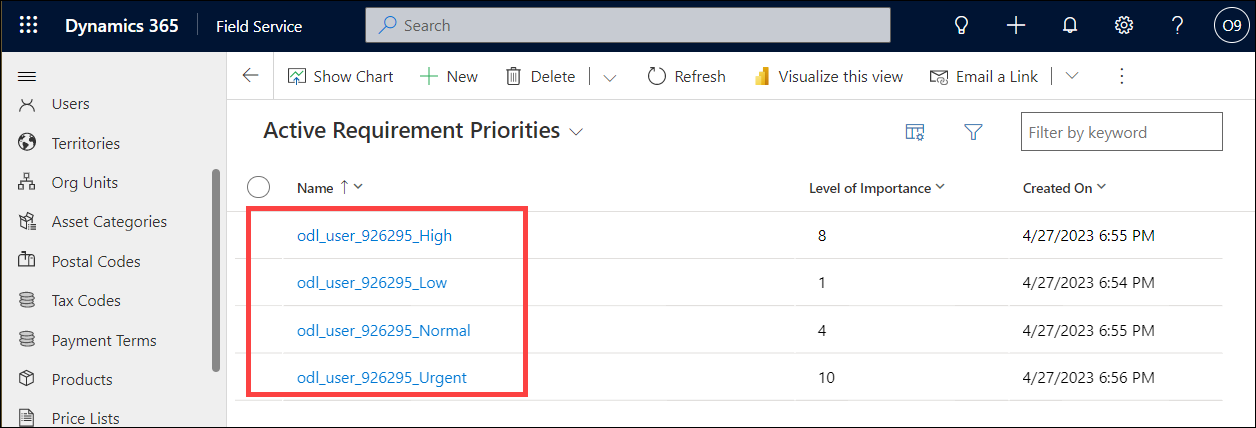 Dynamics 365 Field Service Search ? O9
Show Chart New Delete Refresh Visualize this view Email a Link
Users
Territories
Org Units
Asset Categories
Postal Codes
Tax Codes
Payment Terms
Products
Price Lists
Active Requirement Priorities Filter by keyword
Name Level of Importance Created On
odl_user_926295_High 8 4/27/2023 6:55 PM
odl_user_926295_Low 1 4/27/2023 6:54 PM
odl_user_926295_Normal 4 4/27/2023 6:55 PM
odl_user_926295_Urgent 10 4/27/2023 6:56 PM